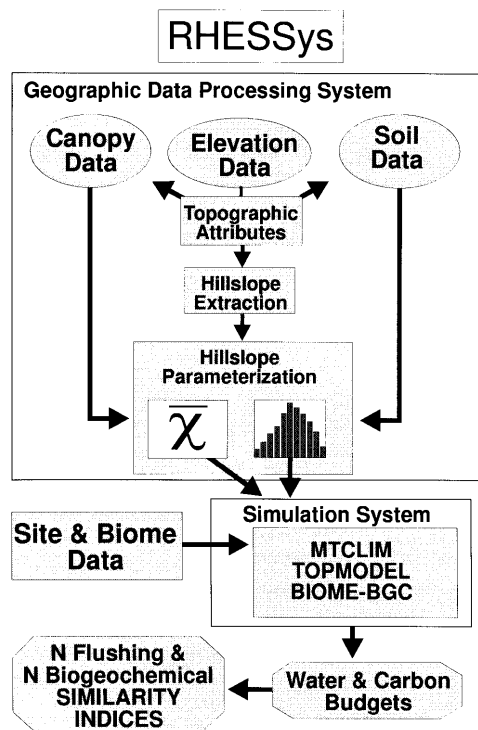 RHESSys
Geographic Data Processing System
Canopy
Data
Elevation
Data
Soil
Data
Topographic
Attributes
Hillslope
Extraction
Hillslope
Parameterization
χ̅
Simulation System
Site & Biome
Data
MTCLIM
TOPMODEL
BIOME-BGC
N Flushing &
N Biogeochemical
SIMILARITY
INDICES
Water & Carbon
Budgets